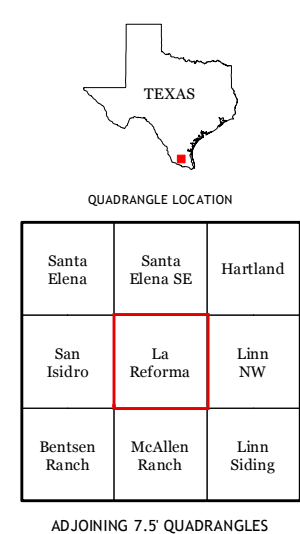 TEXAS
QUADRANGLE LOCATION
Santa
Elena
Santa
Elena SE
Hartland
San
Isidro
La
Reforma
Linn
NW
Bentsen
Ranch
McAllen
Ranch
Linn
Siding
ADJOINING 7.5' QUADRANGLES